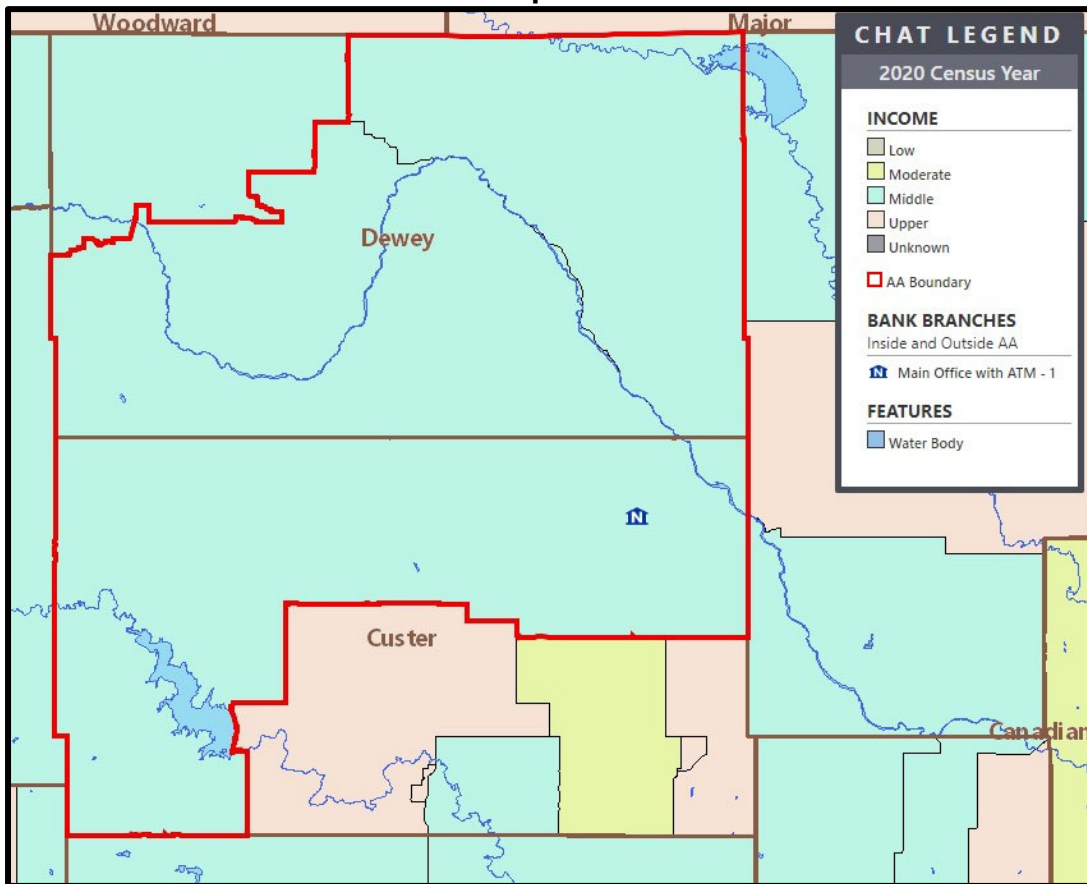 Woodward
Major
Dewey
Custer
Canadian
CHAT LEGEND
2020 Census Year
INCOME
Low
Moderate
Middle
Upper
Unknown
AA Boundary
BANK BRANCHES
Inside and Outside AA
N Main Office with ATM - 1
FEATURES
Water Body
N